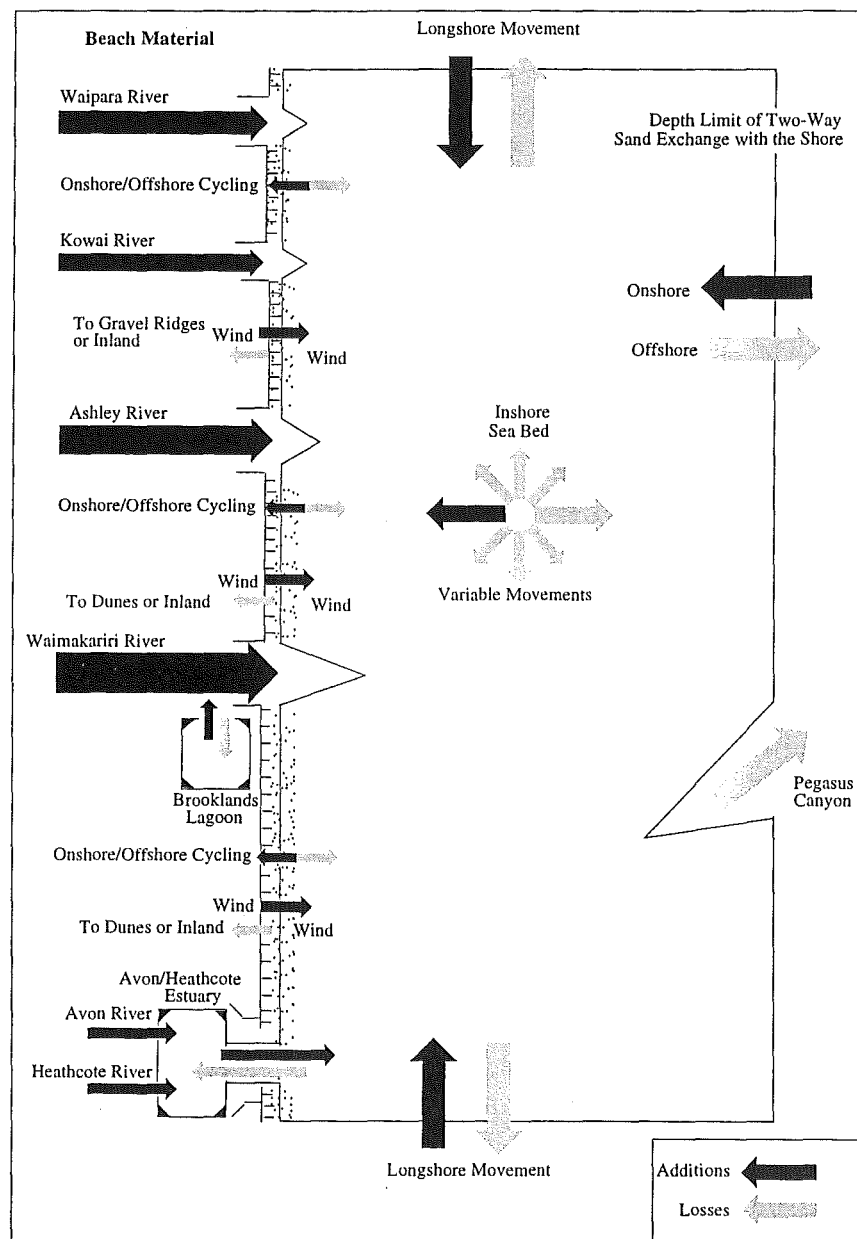 Beach Material
Longshore Movement
Waipara River
Depth Limit of Two-Way
Sand Exchange with the Shore
Onshore/Offshore Cycling
Kowai River
Onshore
To Gravel Ridges
or Inland
Wind
Wind
Offshore
Ashley River
Inshore
Sea Bed
Onshore/Offshore Cycling
Wind
Wind
Variable Movements
To Dunes or Inland
Waimakariri River
Brooklands
Lagoon
Pegasus
Canyon
Onshore/Offshore Cycling
Wind
Wind
To Dunes or Inland
Avon/Heathcote
Estuary
Avon River
Heathcote River
Longshore Movement
Additions
Losses